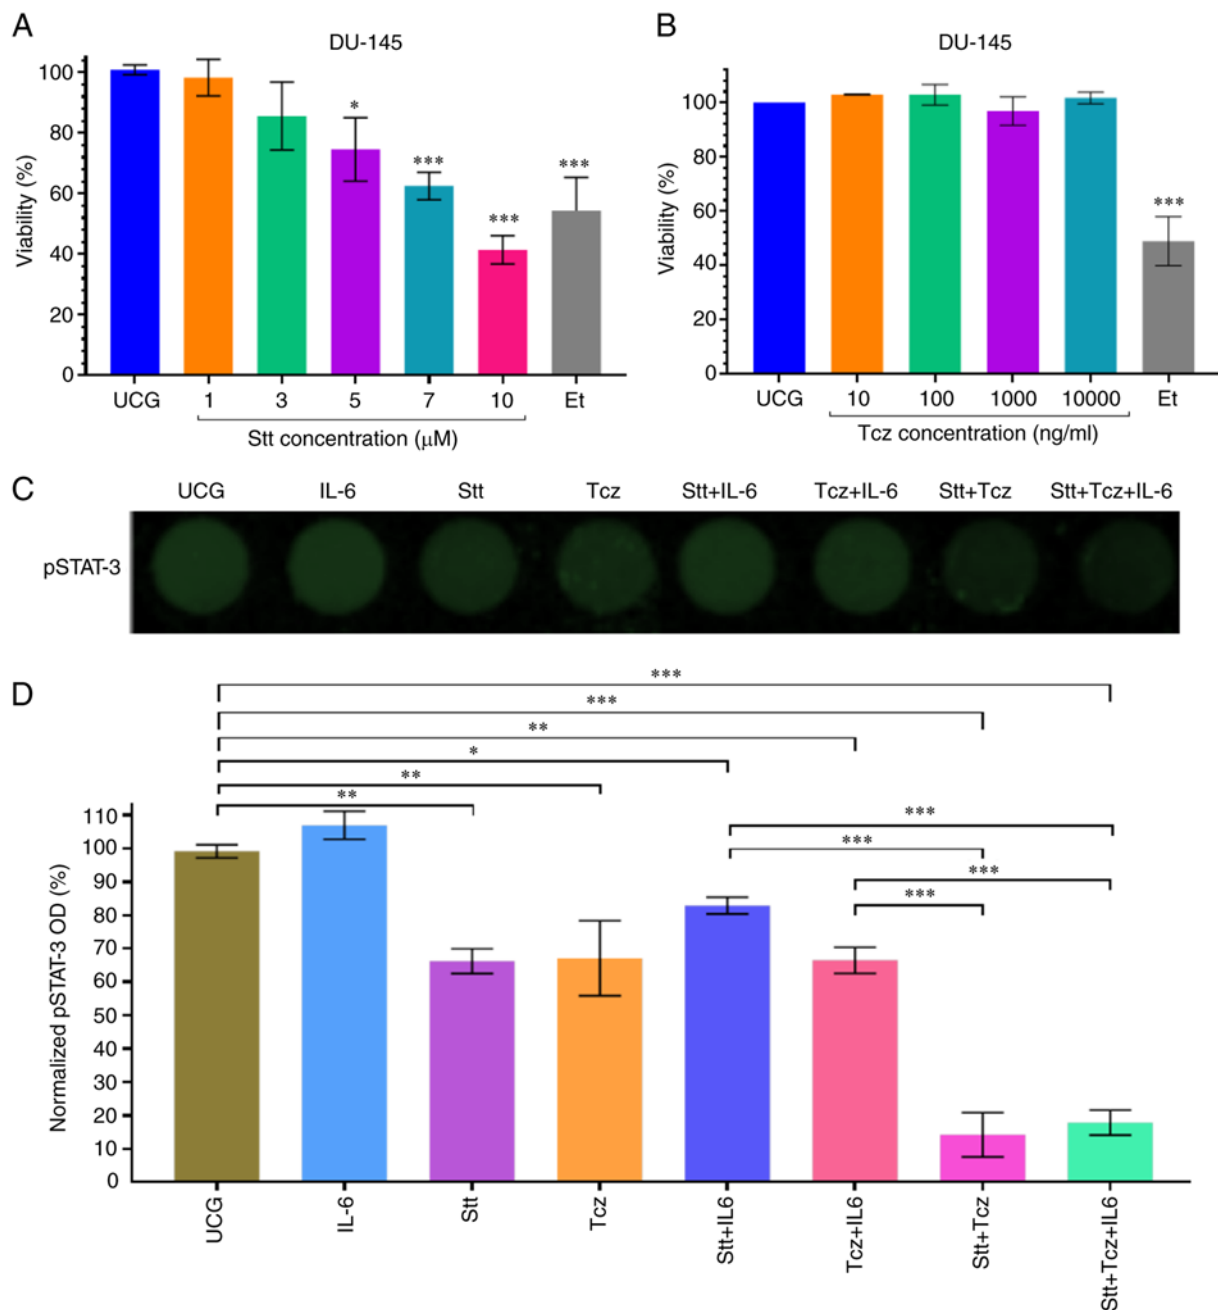 A
DU-145
Viability (%)
100
80
60
40
20
0
*
***
***
***
UCG 1 3 5 7 10 Et
Stt concentration (μM)
B
DU-145
Viability (%)
100
80
60
40
20
0
***
UCG 10 100 1000 10000 Et
Tcz concentration (ng/ml)
C
UCG IL-6 Stt Tcz Stt+IL-6 Tcz+IL-6 Stt+Tcz Stt+Tcz+IL-6
pSTAT-3
D
***
***
**
*
**
**
***
***
***
***
Normalized pSTAT-3 OD (%)
110
100
90
80
70
60
50
40
30
20
10
0
UCG
IL-6
Stt
Tcz
Stt+IL6
Tcz+IL6
Stt+Tcz
Stt+Tcz+IL6